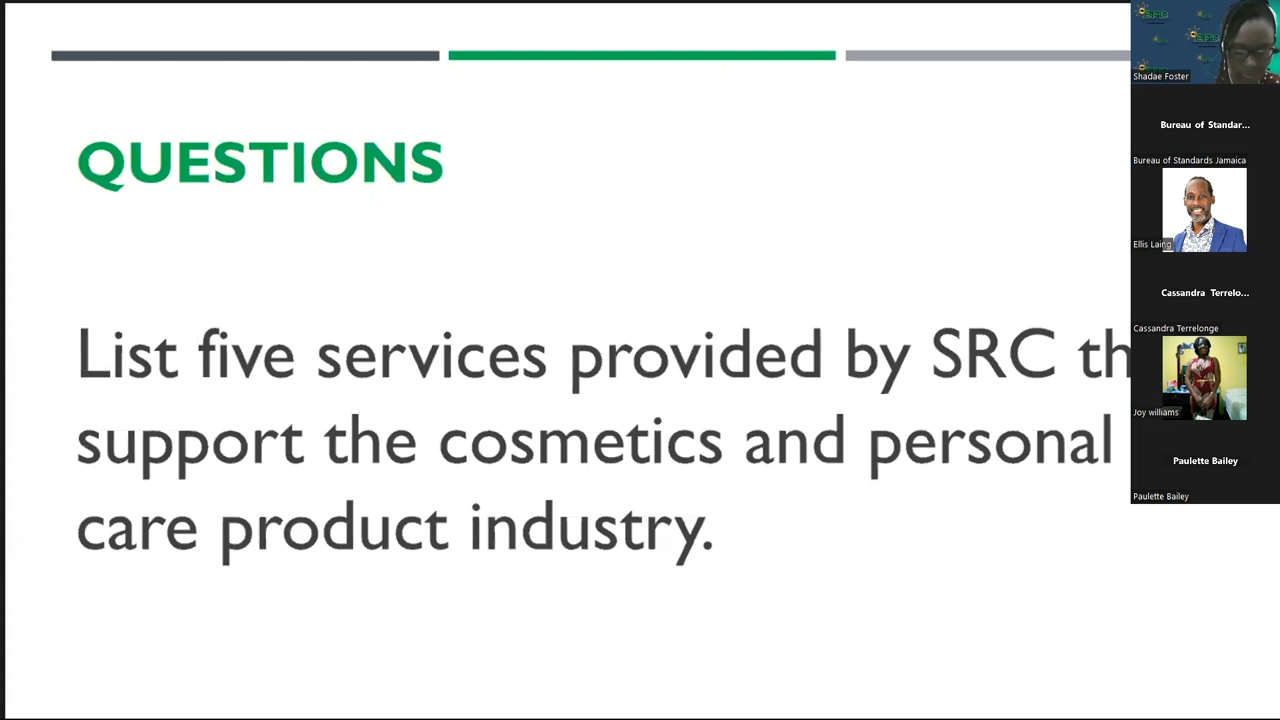 QUESTIONS
List five services provided by SRC th
support the cosmetics and personal
care product industry.
Shadae Foster
Bureau of Standar...
Bureau of Standards Jamaica
Ellis Laing
Cassandra Terrelo...
Cassandra Terrelonge
Joy williams
Paulette Bailey
Paulette Bailey